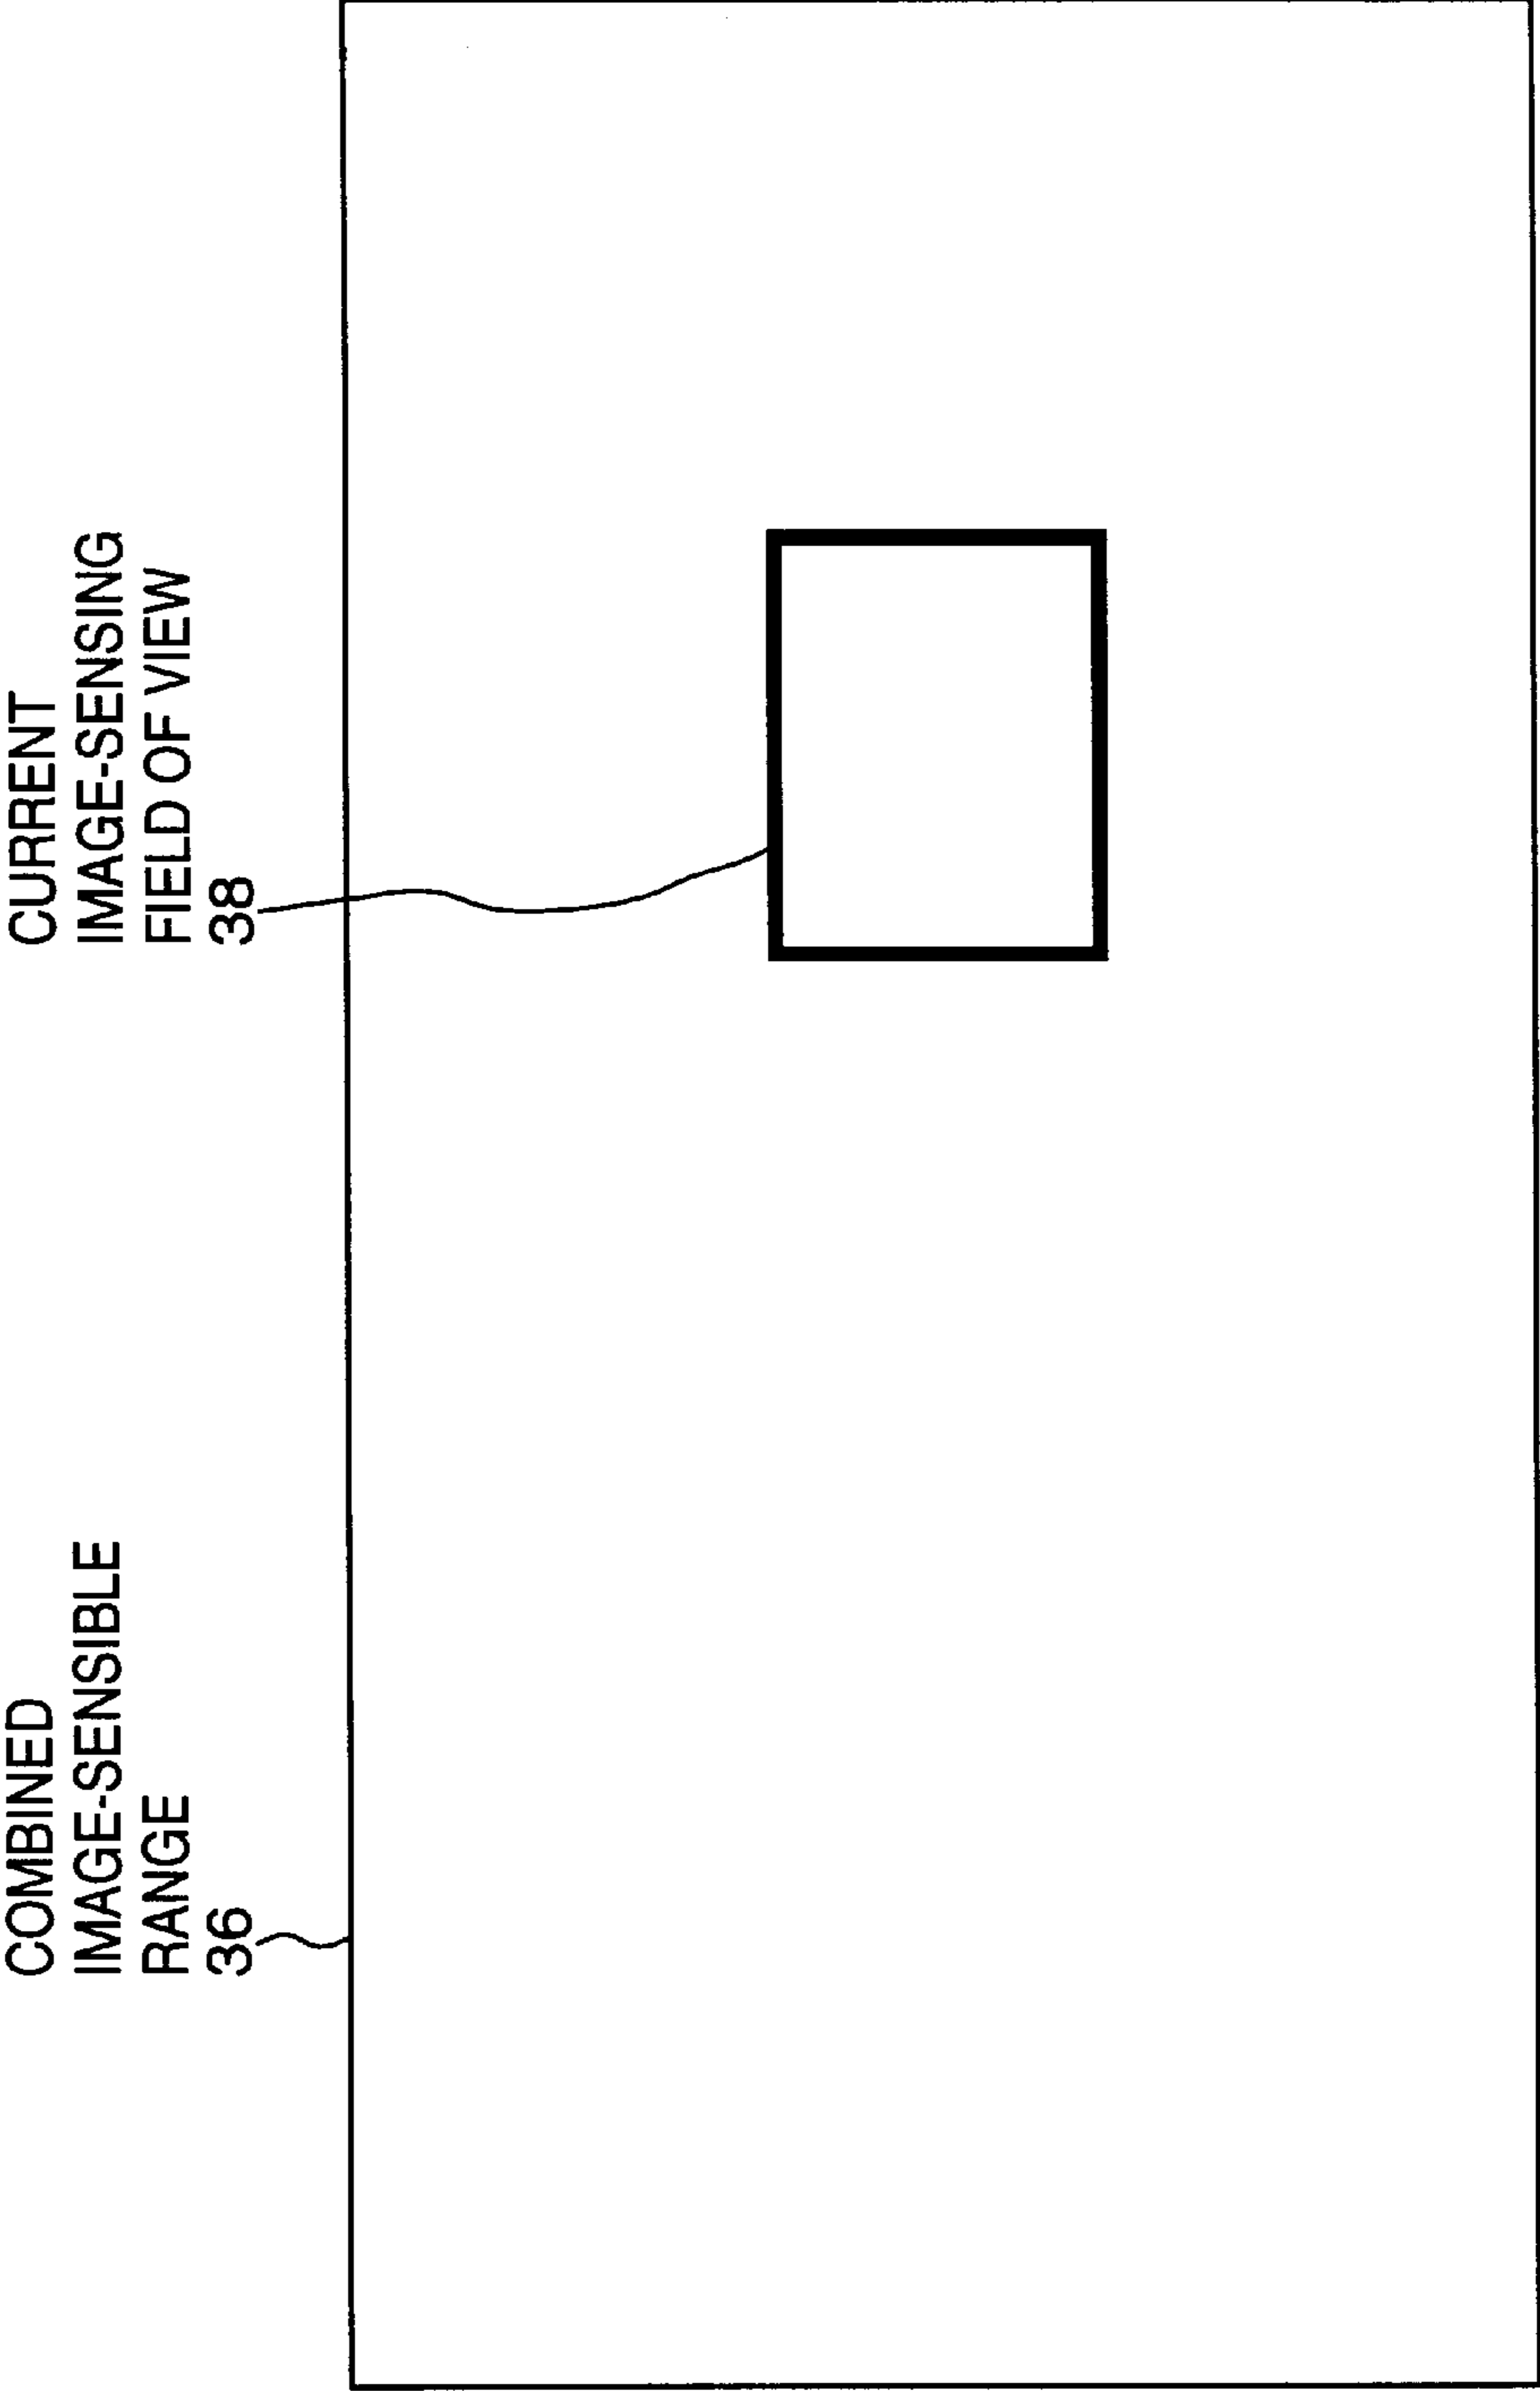 COMBINED
IMAGE-SENSIBLE
RANGE
36
CURRENT
IMAGE-SENSING
FIELD OF VIEW
38